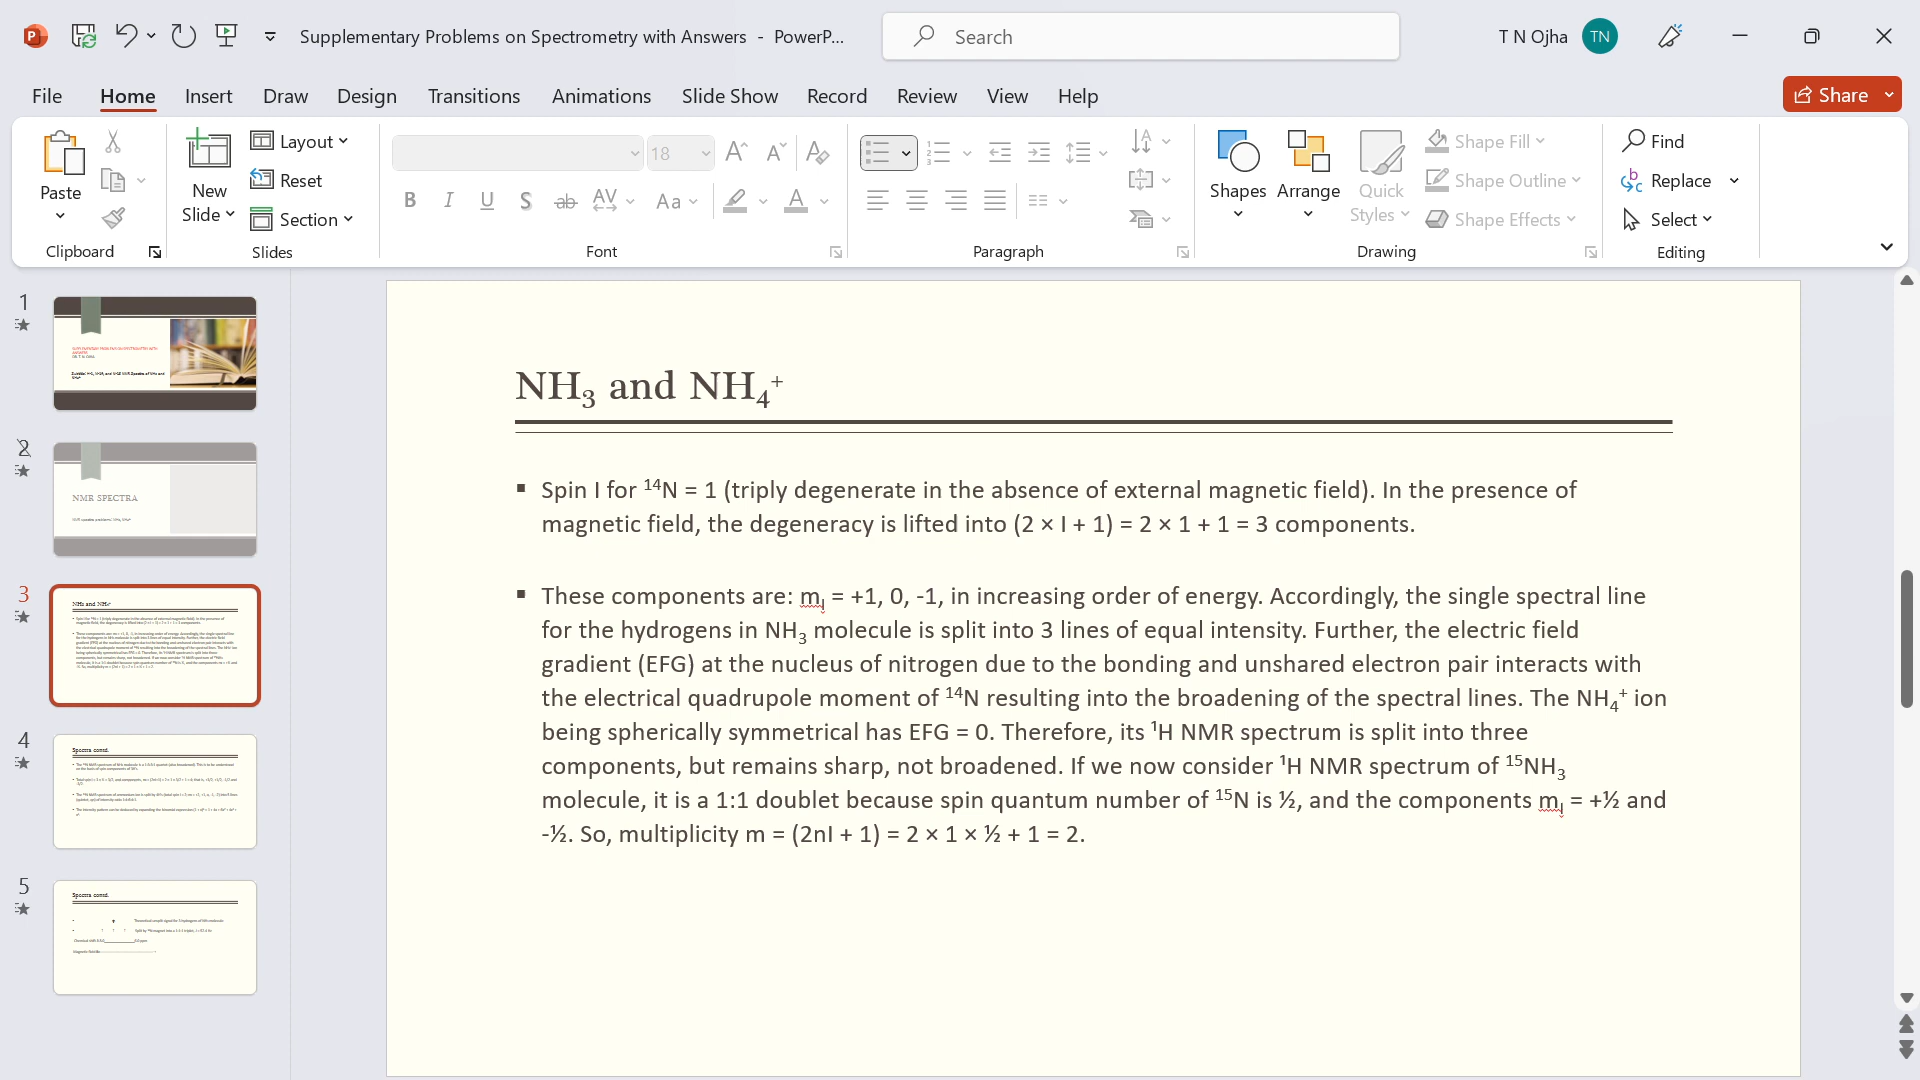 Supplementary Problems on Spectrometry with Answers - PowerP...
Search
T N Ojha
TN
File
Home
Insert
Draw
Design
Transitions
Animations
Slide Show
Record
Review
View
Help
Share
Paste
Clipboard
New
Slide
Layout
Reset
Section
Slides
18
Font
Paragraph
Shapes
Arrange
Quick
Styles
Shape Fill
Shape Outline
Shape Effects
Drawing
Find
Replace
Select
Editing
1
2
NMR SPECTRA
3
NH₃ and NH₄⁺
4
Spectra contd.
5
Spectra contd.
NH₃ and NH₄⁺
▪ Spin I for ¹⁴N = 1 (triply degenerate in the absence of external magnetic field). In the presence of
magnetic field, the degeneracy is lifted into (2 × I + 1) = 2 × 1 + 1 = 3 components.
▪ These components are: mI = +1, 0, -1, in increasing order of energy. Accordingly, the single spectral line
for the hydrogens in NH₃ molecule is split into 3 lines of equal intensity. Further, the electric field
gradient (EFG) at the nucleus of nitrogen due to the bonding and unshared electron pair interacts with
the electrical quadrupole moment of ¹⁴N resulting into the broadening of the spectral lines. The NH₄⁺ ion
being spherically symmetrical has EFG = 0. Therefore, its ¹H NMR spectrum is split into three
components, but remains sharp, not broadened. If we now consider ¹H NMR spectrum of ¹⁵NH₃
molecule, it is a 1:1 doublet because spin quantum number of ¹⁵N is ½, and the components mI = +½ and
-½. So, multiplicity m = (2nI + 1) = 2 × 1 × ½ + 1 = 2.